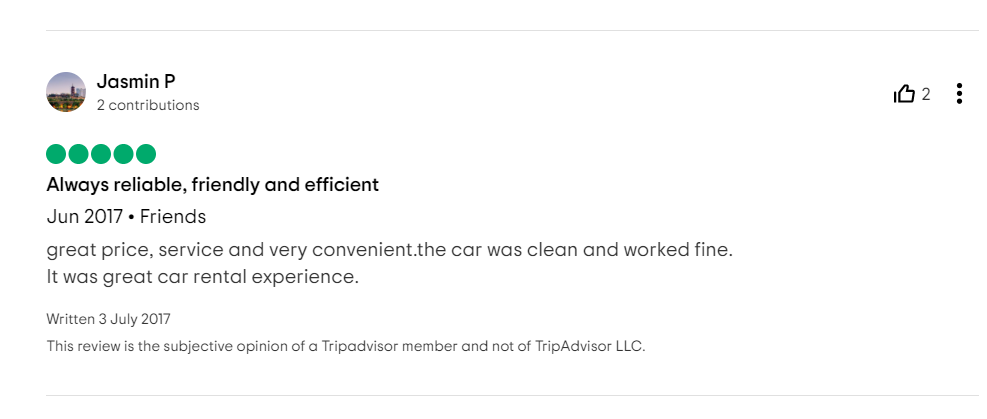 Jasmin P
2 contributions
2
Always reliable, friendly and efficient
Jun 2017 • Friends
great price, service and very convenient.the car was clean and worked fine.
It was great car rental experience.
Written 3 July 2017
This review is the subjective opinion of a Tripadvisor member and not of TripAdvisor LLC.